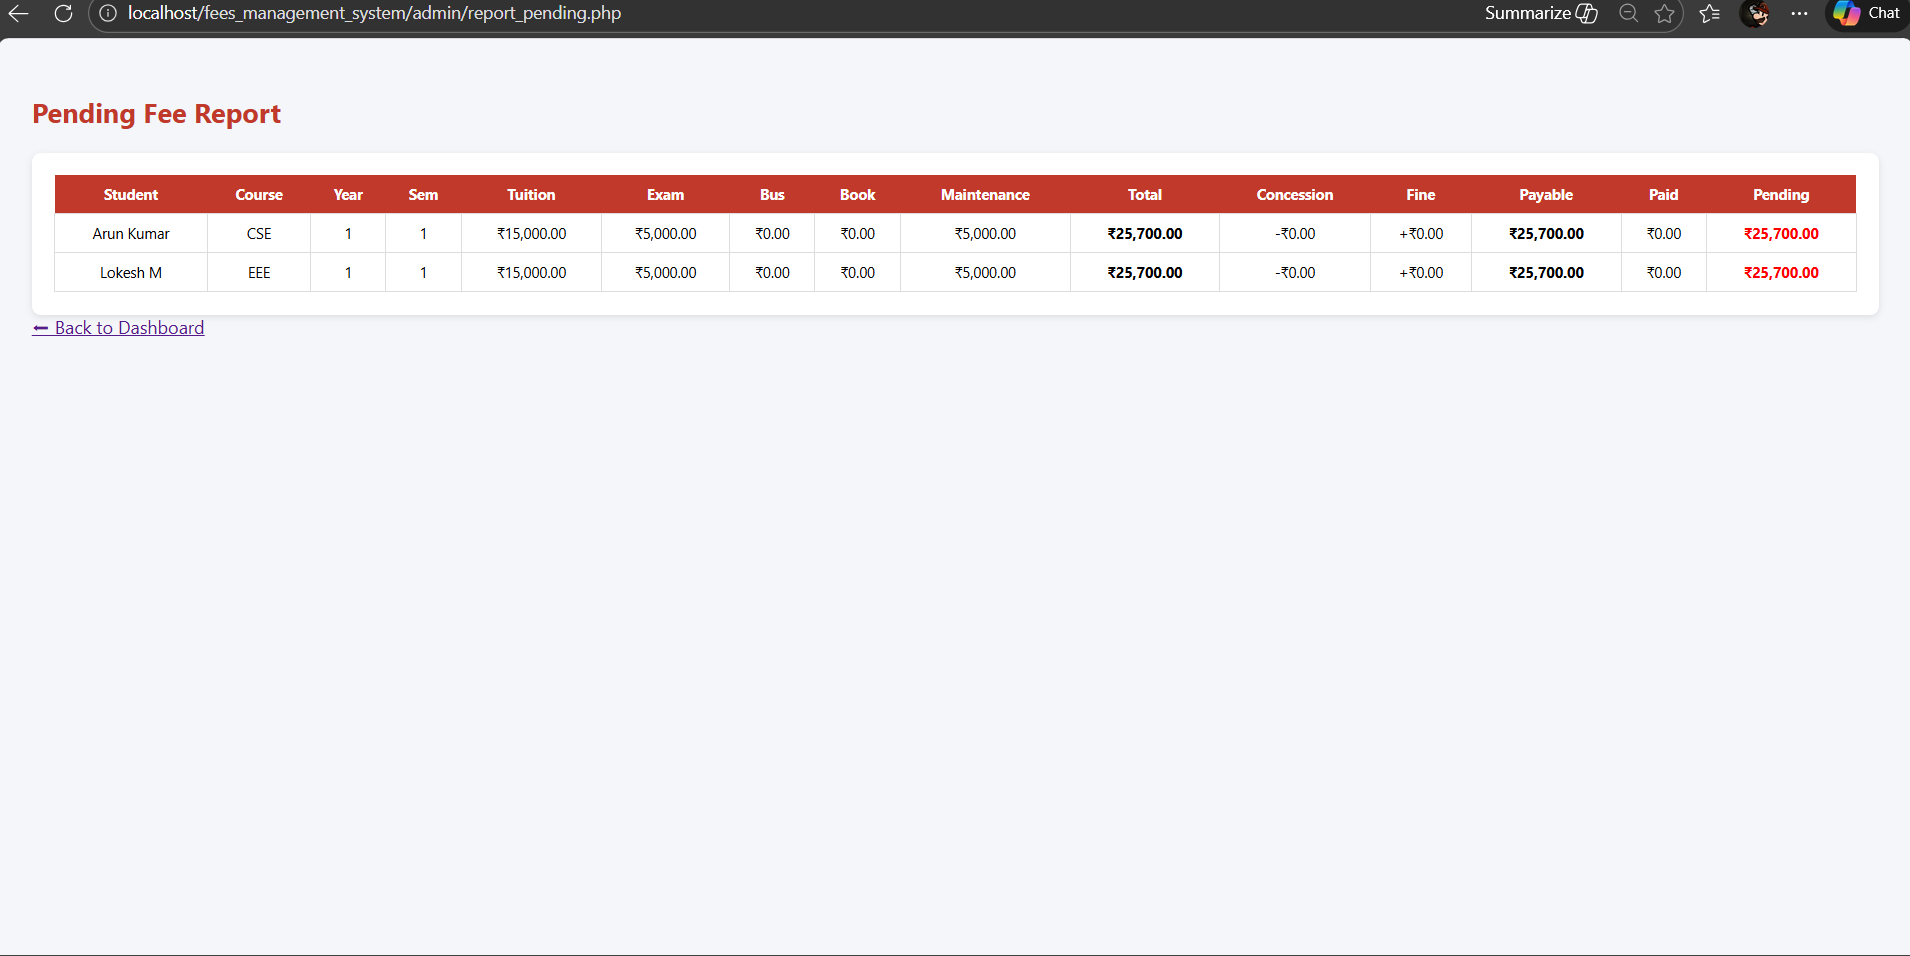 localhost/fees_management_system/admin/report_pending.php Summarize Chat
Pending Fee Report
Student Course Year Sem Tuition Exam Bus Book Maintenance Total Concession Fine Payable Paid Pending
Arun Kumar CSE 1 1 ₹15,000.00 ₹5,000.00 ₹0.00 ₹0.00 ₹5,000.00 ₹25,700.00 -₹0.00 +₹0.00 ₹25,700.00 ₹0.00 ₹25,700.00
Lokesh M EEE 1 1 ₹15,000.00 ₹5,000.00 ₹0.00 ₹0.00 ₹5,000.00 ₹25,700.00 -₹0.00 +₹0.00 ₹25,700.00 ₹0.00 ₹25,700.00
← Back to Dashboard